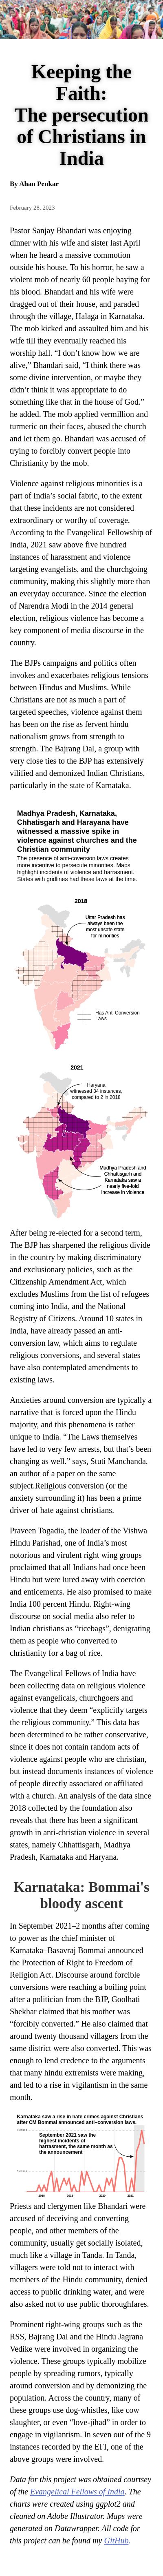 Keeping the
Faith:
The persecution
of Christians in
India
By Ahan Penkar
February 28, 2023
Pastor Sanjay Bhandari was enjoying
dinner with his wife and sister last April
when he heard a massive commotion
outside his house. To his horror, he saw a
violent mob of nearly 60 people baying for
his blood. Bhandari and his wife were
dragged out of their house, and paraded
through the village, Halaga in Karnataka.
The mob kicked and assaulted him and his
wife till they eventually reached his
worship hall. “I don’t know how we are
alive,” Bhandari said, “I think there was
some divine intervention, or maybe they
didn’t think it was appropriate to do
something like that in the house of God.”
he added. The mob applied vermillion and
turmeric on their faces, abused the church
and let them go. Bhandari was accused of
trying to forcibly convert people into
Christianity by the mob.
Violence against religious minorities is a
part of India’s social fabric, to the extent
that these incidents are not considered
extraordinary or worthy of coverage.
According to the Evangelical Fellowship of
India, 2021 saw above five hundred
instances of harassment and violence
targeting evangelists, and the churchgoing
community, making this slightly more than
an everyday occurance. Since the election
of Narendra Modi in the 2014 general
election, religious violence has become a
key component of media discourse in the
country.
The BJPs campaigns and politics often
invokes and exacerbates religious tensions
between Hindus and Muslims. While
Christians are not as much a part of
targeted speeches, violence against them
has been on the rise as fervent hindu
nationalism grows from strength to
strength. The Bajrang Dal, a group with
very close ties to the BJP has extensively
vilified and demonized Indian Christians,
particularly in the state of Karnataka.
Madhya Pradesh, Karnataka,
Chhatisgarh and Harayana have
witnessed a massive spike in
violence against churches and the
Christian community
The presence of anti-coversion laws creates
more incentive to persecute minorities. Maps
highlight incidents of violence and harrasment.
States with gridlines had these laws at the time.
2018
Uttar Pradesh has
always been the
most unsafe state
for minorities
Has Anti Conversion
Laws
2021
Haryana
witnessed 34 instances,
compared to 2 in 2018
Madhya Pradesh and
Chhattisgarh and
Karnataka saw a
nearly five-fold
increase in violence
After being re-elected for a second term,
The BJP has sharpened the religious divide
in the country by making discriminatory
and exclusionary policies, such as the
Citizenship Amendment Act, which
excludes Muslims from the list of refugees
coming into India, and the National
Registry of Citizens. Around 10 states in
India, have already passed an anti-
conversion law, which aims to regulate
religious conversions, and several states
have also contemplated amendments to
existing laws.
Anxieties around conversion are typically a
narrative that is forced upon the Hindu
majority, and this phenomena is rather
unique to India. “The Laws themselves
have led to very few arrests, but that’s been
changing as well.” says, Stuti Manchanda,
an author of a paper on the same
subject.Religious conversion (or the
anxiety surrounding it) has been a prime
driver of hate against christians.
Praveen Togadia, the leader of the Vishwa
Hindu Parishad, one of India’s most
notorious and virulent right wing groups
proclaimed that all Indians had once been
Hindu but were lured away with coercion
and enticements. He also promised to make
India 100 percent Hindu. Right-wing
discourse on social media also refer to
Indian christians as “ricebags”, denigrating
them as people who converted to
christianity for a bag of rice.
The Evangelical Fellows of India have
been collecting data on religious violence
against evangelicals, churchgoers and
violence that they deem “explicitly targets
the religious community.” This data has
been determined to be rather conservative,
since it does not contain random acts of
violence against people who are christian,
but instead documents instances of violence
of people directly associated or affiliated
with a church. An analysis of the data since
2018 collected by the foundation also
reveals that there has been a significant
growth in anti-christian violence in several
states, namely Chhattisgarh, Madhya
Pradesh, Karnataka and Haryana.
Karnataka: Bommai's
bloody ascent
In September 2021–2 months after coming
to power as the chief minister of
Karnataka–Basavraj Bommai announced
the Protection of Right to Freedom of
Religion Act. Discourse around forcible
conversions were reaching a boiling point
after a politician from the BJP, Goolhati
Shekhar claimed that his mother was
“forcibly converted.” He also claimed that
around twenty thousand villagers from the
same district were also converted. This was
enough to lend credence to the argument
that many hindu extremists were making,
and led to a rise in vigilantism in the same
month.
Karnataka saw a rise in hate crimes against Christians
after CM Bommai announced anti-conversion laws.
September 2021 saw the
highest incidents of
harrasment, the same month as
the announcement
2018 2019 2020 2021
Priests and clergymen like Bhandari were
accused of deceiving and converting
people, and other members of the
community, usually get socially isolated,
much like a village in Tanda. In Tanda,
villagers were told not to interact with
members of the Hindu community, denied
access to public drinking water, and were
also asked not to use public thoroughfares.
Prominent right-wing groups such as the
RSS, Bajrang Dal and the Hindu Jagrana
Vedike were involved in organizing the
violence. These groups typically mobilize
people by spreading rumors, typically
around conversion and by demonizing the
population. Across the country, many of
these groups use dog-whistles, like cow
slaughter, or even “love-jihad” in order to
engage in vigilantism. In seven out of the 9
instances recorded by the EFI, one of the
above groups were involved.
Data for this project was obtained courtesy
of the Evangelical Fellows of India. The
charts were created using ggplot2 and
cleaned on Adobe Illustrator. Maps were
generated on Datawrapper. All code for
this project can be found my GitHub.